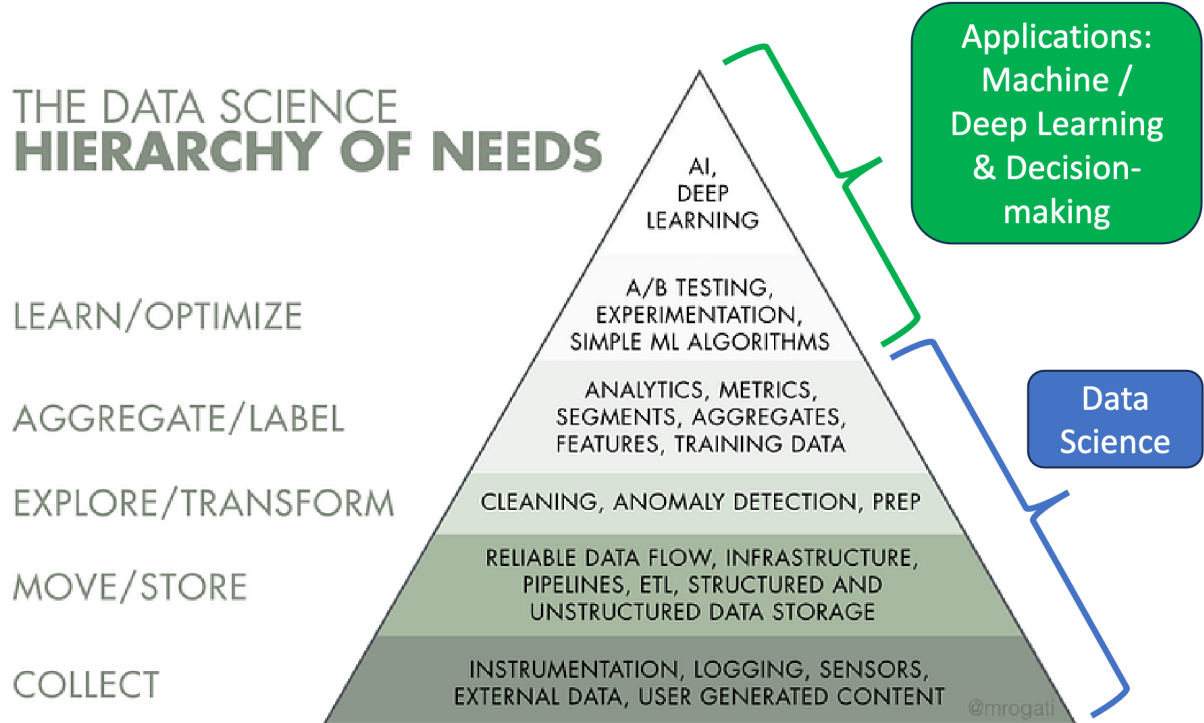 THE DATA SCIENCE
HIERARCHY OF NEEDS
Applications:
Machine /
Deep Learning
& Decision-
making
AI,
DEEP
LEARNING
LEARN/OPTIMIZE
A/B TESTING,
EXPERIMENTATION,
SIMPLE ML ALGORITHMS
AGGREGATE/LABEL
ANALYTICS, METRICS,
SEGMENTS, AGGREGATES,
FEATURES, TRAINING DATA
Data
Science
EXPLORE/TRANSFORM
CLEANING, ANOMALY DETECTION, PREP
MOVE/STORE
RELIABLE DATA FLOW, INFRASTRUCTURE,
PIPELINES, ETL, STRUCTURED AND
UNSTRUCTURED DATA STORAGE
COLLECT
INSTRUMENTATION, LOGGING, SENSORS,
EXTERNAL DATA, USER GENERATED CONTENT
@mrogati